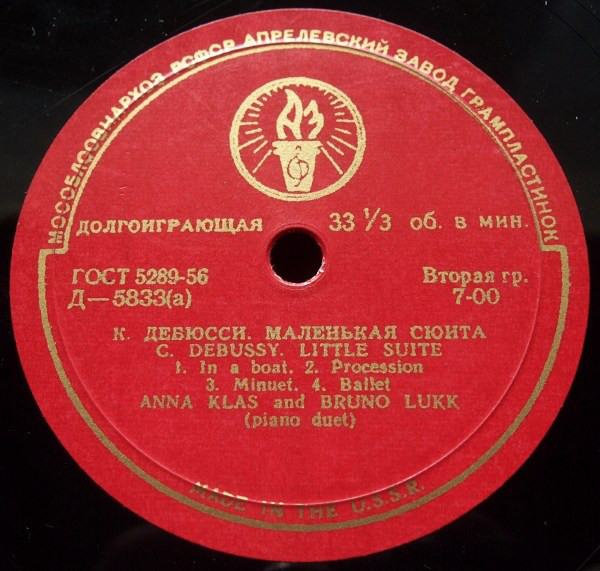 МОСОБЛСОВНАРХОЗ РСФСР АПРЕЛЕВСКИЙ ЗАВОД ГРАМПЛАСТИНОК
АЗ
ДОЛГОИГРАЮЩАЯ 33 1/3 об. в мин.
ГОСТ 5289-56 Вторая гр.
Д—5833(а) 7-00
К. ДЕБЮССИ. МАЛЕНЬКАЯ СЮИТА
C. DEBUSSY. LITTLE SUITE
1. In a boat. 2. Procession
3. Minuet. 4. Ballet
ANNA KLAS and BRUNO LUKK
(piano duet)
MADE IN THE U.S.S.R.